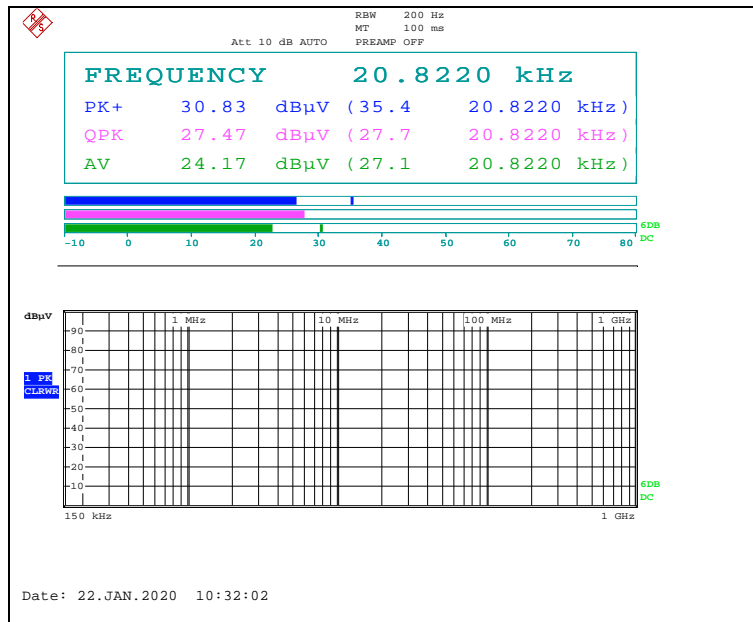 R S
RBW 200 Hz
MT 100 ms
Att 10 dB AUTO PREAMP OFF
FREQUENCY 20.8220 kHz
PK+ 30.83 dBµV (35.4 20.8220 kHz)
QPK 27.47 dBµV (27.7 20.8220 kHz)
AV 24.17 dBµV (27.1 20.8220 kHz)
6DB
-10 0 10 20 30 40 50 60 70 80 DC
dBµV
1 MHz 10 MHz 100 MHz 1 GHz
90
80
70
1 PK
60
CLRWR
50
40
30
20
10
6DB
DC
150 kHz 1 GHz
Date: 22.JAN.2020 10:32:02